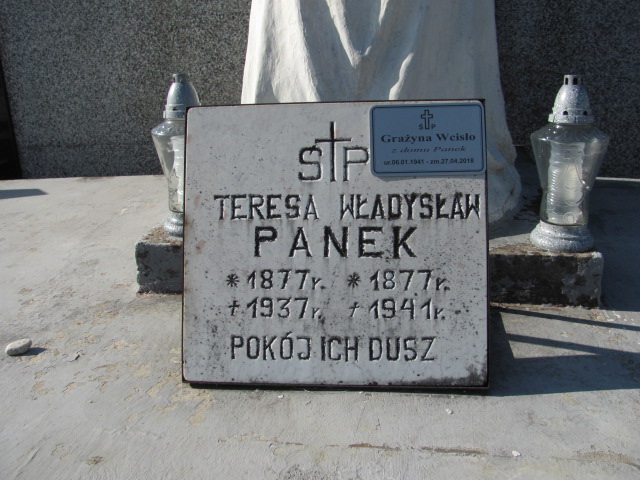 S P
Grażyna Wcisło
z domu Panek
ur.06.01.1941 - zm 27.04.2018
S P
TERESA WŁADYSŁAW
PANEK
* 1877r. * 1877r.
† 1937r. † 1941r.
POKÓJ ICH DUSZ